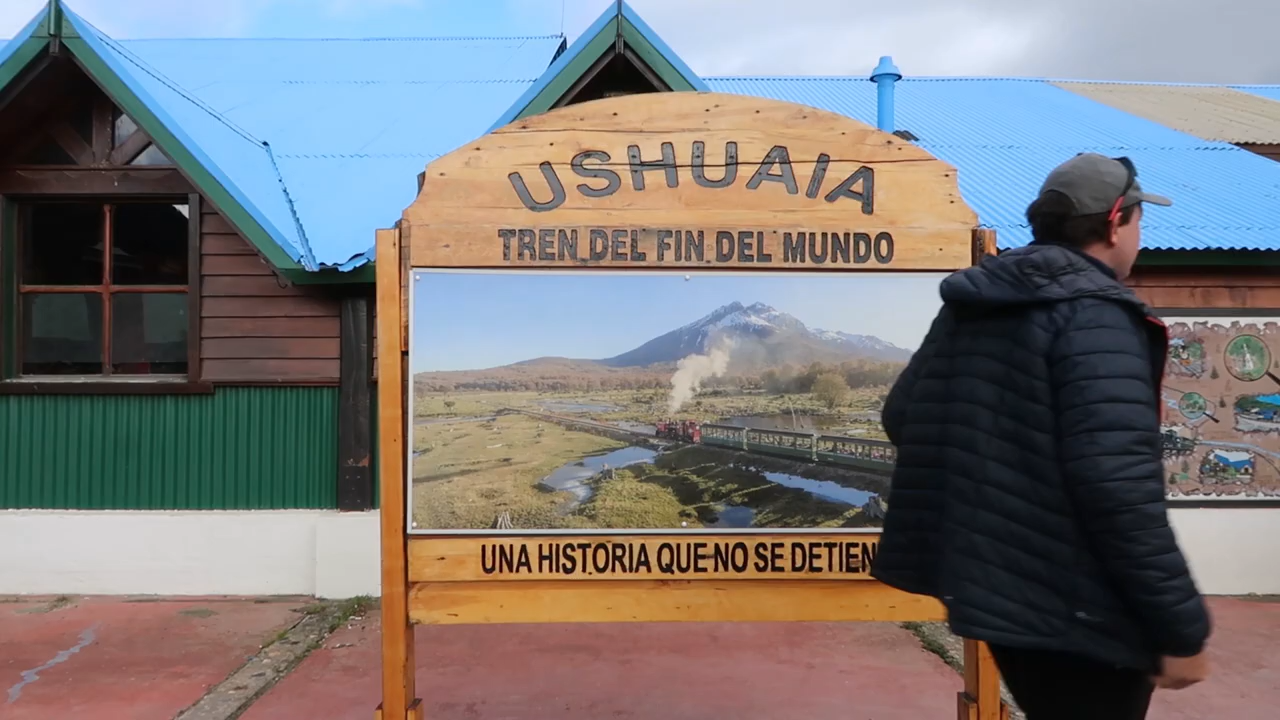 USHUAIA
TREN DEL FIN DEL MUNDO
UNA HISTORIA QUE NO SE DETIEN